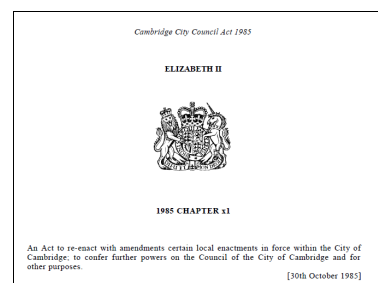 Cambridge City Council Act 1985
ELIZABETH II
1985 CHAPTER x1
An Act to re-enact with amendments certain local enactments in force within the City of
Cambridge; to confer further powers on the Council of the City of Cambridge and for
other purposes.
[30th October 1985]